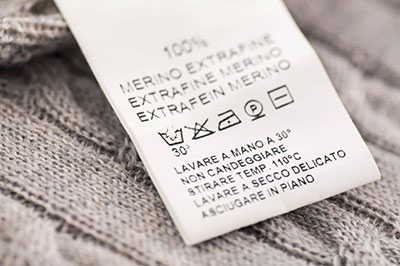 100%
MERINO EXTRAFINE
EXTRAFINE MERINO
EXTRAFEIN MERINO
30°
LAVARE A MANO A 30°
NON CANDEGGIARE
STIRARE TEMP. 110°C
LAVARE A SECCO DELICATO
ASCIUGARE IN PIANO